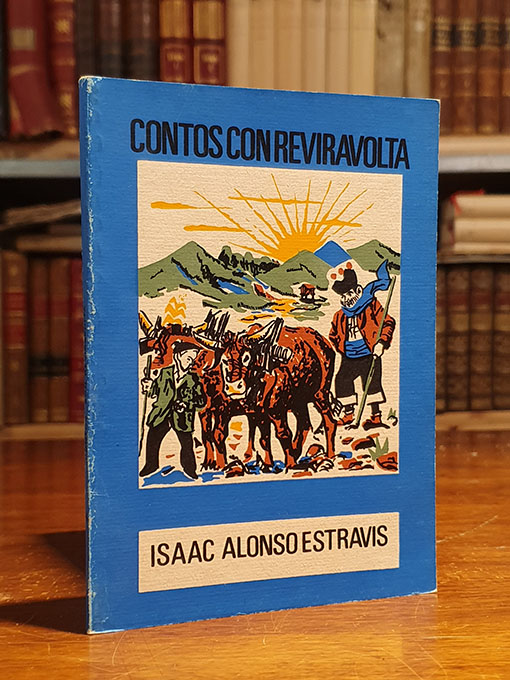 CONTOS CON REVIRAVOLTA
ISAAC ALONSO ESTRAVIS